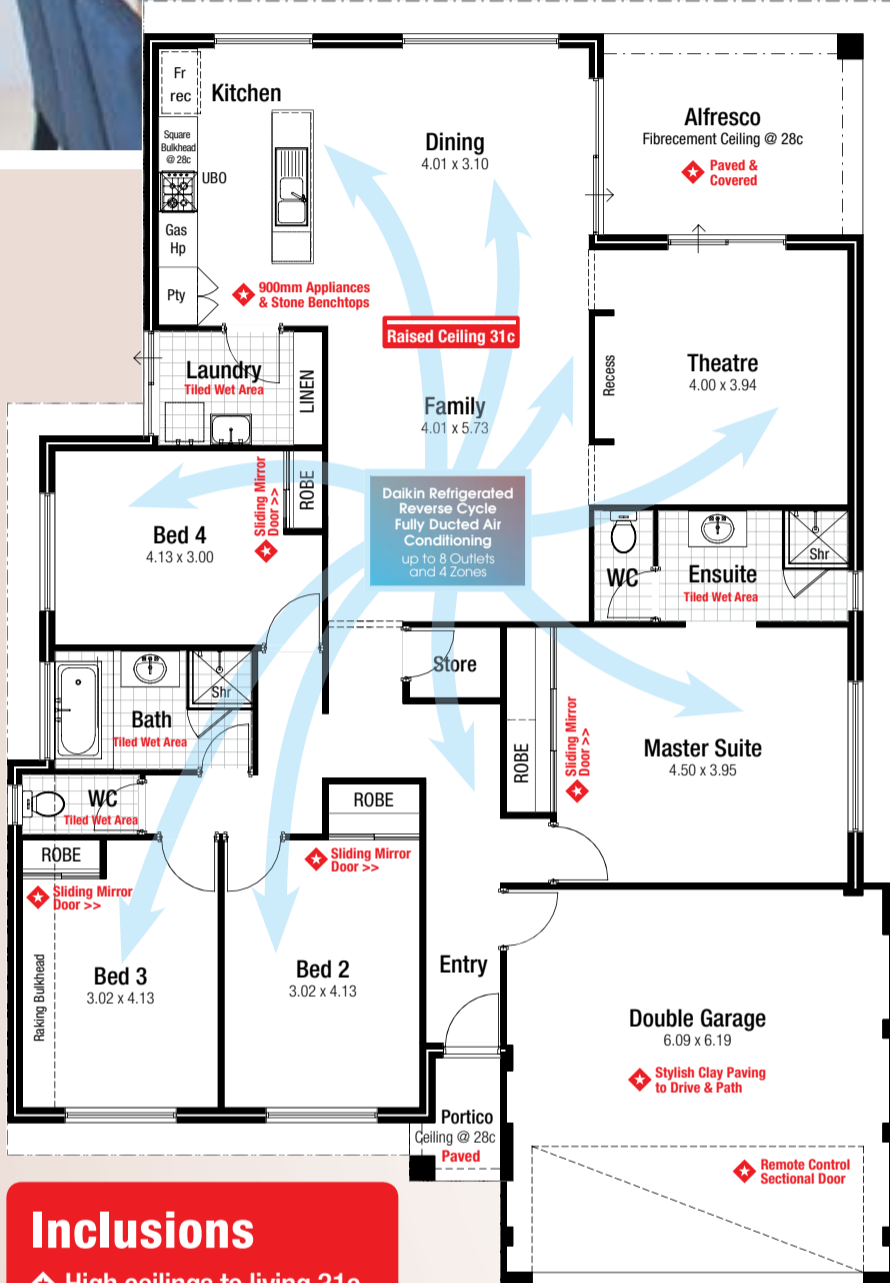 Fr
rec
Kitchen
Square
Bulkhead
@ 28c
UBO
Gas
Hp
Pty
900mm Appliances
& Stone Benchtops
Dining
4.01 x 3.10
Alfresco
Fibrecement Ceiling @ 28c
Paved &
Covered
Raised Ceiling 31c
Laundry
Tiled Wet Area
LINEN
Family
4.01 x 5.73
Recess
Theatre
4.00 x 3.94
Daikin Refrigerated
Reverse Cycle
Fully Ducted Air
Conditioning
up to 8 Outlets
and 4 Zones
Bed 4
4.13 x 3.00
Sliding Mirror
Door >>
ROBE
WC
Ensuite
Tiled Wet Area
Shr
Bath
Tiled Wet Area
Shr
Store
ROBE
Sliding Mirror
Door >>
Master Suite
4.50 x 3.95
WC
Tiled Wet Area
ROBE
Sliding Mirror
Door >>
ROBE
Sliding Mirror
Door >>
Raking Bulkhead
Bed 3
3.02 x 4.13
Bed 2
3.02 x 4.13
Entry
Double Garage
6.09 x 6.19
Stylish Clay Paving
to Drive & Path
Portico
Ceiling @ 28c
Paved
Remote Control
Sectional Door
Inclusions
High ceilings to living 31c